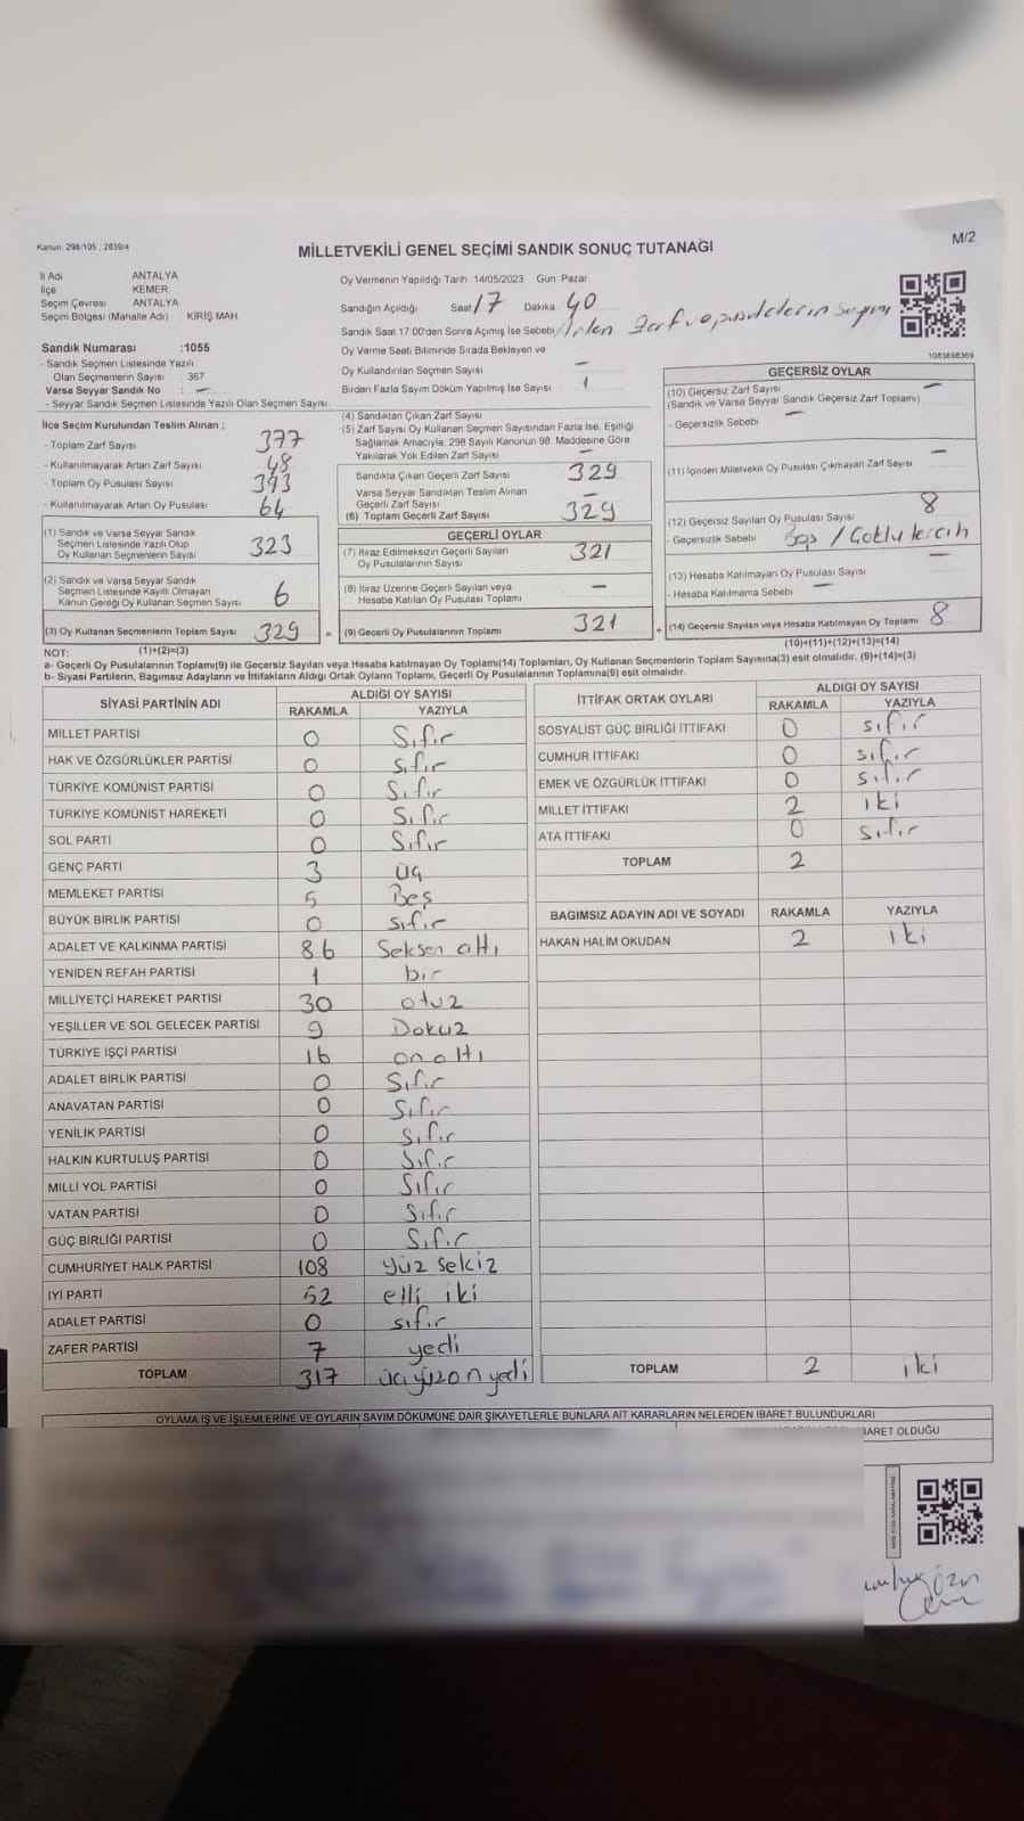 Kanun: 298/105 ; 2839/4
MİLLETVEKİLİ GENEL SEÇİMİ SANDIK SONUÇ TUTANAĞI
M/2
İl Adı ANTALYA
İlçe KEMER
Seçim Çevresi ANTALYA
Seçim Bölgesi (Mahalle Adı) KİRİŞ MAH
Sandık Numarası :1055
- Sandık Seçmen Listesinde Yazılı
Olan Seçmenlerin Sayısı 367
Varsa Seyyar Sandık No : —
- Seyyar Sandık Seçmen Listesinde Yazılı Olan Seçmen Sayısı
Oy Vermenin Yapıldığı Tarih 14/05/2023 Gün Pazar
Sandığın Açıldığı Saat 17 Dakika 40
Sandık Saat 17.00'den Sonra Açılmış İse Sebebi Artan Zarf ve pusulelerin sayımı
Oy Verme Saati Bitiminde Sırada Bekleyen ve
Oy Kullandırılan Seçmen Sayısı —
Birden Fazla Sayım Döküm Yapılmış İse Sayısı 1
1083898369
İlçe Seçim Kurulundan Teslim Alınan ;
- Toplam Zarf Sayısı 377
- Kullanılmayarak Artan Zarf Sayısı 48
- Toplam Oy Pusulası Sayısı 393
- Kullanılmayarak Artan Oy Pusulası 64
(1) Sandık ve Varsa Seyyar Sandık
Seçmen Listesinde Yazılı Olup
Oy Kullanan Seçmenlerin Sayısı 323
(2) Sandık ve Varsa Seyyar Sandık
Seçmen Listesinde Kayıtlı Olmayan
Kanun Gereği Oy Kullanan Seçmen Sayısı 6
(3) Oy Kullanan Seçmenlerin Toplam Sayısı 329
(1)+(2)=(3)
(4) Sandıktan Çıkan Zarf Sayısı
(5) Zarf Sayısı Oy Kullanan Seçmen Sayısından Fazla İse, Eşitliği
Sağlamak Amacıyla, 298 Sayılı Kanunun 98. Maddesine Göre
Yakılarak Yok Edilen Zarf Sayısı —
Sandıkta Çıkan Geçerli Zarf Sayısı 329
Varsa Seyyar Sandıktan Teslim Alınan
Geçerli Zarf Sayısı —
(6) Toplam Geçerli Zarf Sayısı 329
GEÇERLİ OYLAR
(7) İtiraz Edilmeksizin Geçerli Sayılan
Oy Pusulalarının Sayısı 321
(8) İtiraz Üzerine Geçerli Sayılan veya
Hesaba Katılan Oy Pusulası Toplamı —
= (9) Geçerli Oy Pusulalarının Toplamı 321
GEÇERSİZ OYLAR
(10) Geçersiz Zarf Sayısı —
(Sandık ve Varsa Seyyar Sandık Geçersiz Zarf Toplamı)
- Geçersizlik Sebebi —
(11) İçinden Milletvekili Oy Pusulası Çıkmayan Zarf Sayısı —
(12) Geçersiz Sayılan Oy Pusulası Sayısı 8
- Geçersizlik Sebebi Boş / Çoklu tercih
(13) Hesaba Katılmayan Oy Pusulası Sayısı —
- Hesaba Katılmama Sebebi —
+ (14) Geçersiz Sayılan veya Hesaba Katılmayan Oy Toplamı 8
(10)+(11)+(12)+(13)=(14)
NOT:
a- Geçerli Oy Pusulalarının Toplamı(9) ile Geçersiz Sayılan veya Hesaba katılmayan Oy Toplamı(14) Toplamları, Oy Kullanan Seçmenlerin Toplam Sayısına(3) esit olmalıdır. (9)+(14)=(3)
b- Siyasi Partilerin, Bağımsız Adayların ve İttifakların Aldığı Ortak Oyların Toplamı, Geçerli Oy Pusulalarının Toplamına(9) esit olmalıdır.
SİYASİ PARTİNİN ADI ALDIĞI OY SAYISI
RAKAMLA YAZIYLA
MİLLET PARTİSİ 0 Sıfır
HAK VE ÖZGÜRLÜKLER PARTİSİ 0 Sıfır
TÜRKİYE KOMÜNİST PARTİSİ 0 Sıfır
TÜRKİYE KOMÜNİST HAREKETİ 0 Sıfır
SOL PARTİ 0 Sıfır
GENÇ PARTİ 3 üç
MEMLEKET PARTİSİ 5 Beş
BÜYÜK BİRLİK PARTİSİ 0 sıfır
ADALET VE KALKINMA PARTİSİ 86 Seksen altı
YENİDEN REFAH PARTİSİ 1 bir
MİLLİYETÇİ HAREKET PARTİSİ 30 otuz
YEŞİLLER VE SOL GELECEK PARTİSİ 9 Dokuz
TÜRKİYE İŞÇİ PARTİSİ 16 on altı
ADALET BİRLİK PARTİSİ 0 Sıfır
ANAVATAN PARTİSİ 0 Sıfır
YENİLİK PARTİSİ 0 Sıfır
HALKIN KURTULUŞ PARTİSİ 0 Sıfır
MİLLİ YOL PARTİSİ 0 Sıfır
VATAN PARTİSİ 0 Sıfır
GÜÇ BİRLİĞİ PARTİSİ 0 Sıfır
CUMHURİYET HALK PARTİSİ 108 yüz sekiz
İYİ PARTİ 52 elli iki
ADALET PARTİSİ 0 sıfır
ZAFER PARTİSİ 7 yedi
TOPLAM 317 üçyüzonyedi
İTTİFAK ORTAK OYLARI ALDIĞI OY SAYISI
RAKAMLA YAZIYLA
SOSYALİST GÜÇ BİRLİĞİ İTTİFAKI 0 sıfır
CUMHUR İTTİFAKI 0 sıfır
EMEK VE ÖZGÜRLÜK İTTİFAKI 0 sıfır
MİLLET İTTİFAKI 2 iki
ATA İTTİFAKI 0 sıfır
TOPLAM 2
BAĞIMSIZ ADAYIN ADI VE SOYADI RAKAMLA YAZIYLA
HAKAN HALİM OKUDAN 2 iki
TOPLAM 2 iki
OYLAMA İŞ VE İŞLEMLERİNE VE OYLARIN SAYIM DÖKÜMÜNE DAİR ŞİKAYETLERLE BUNLARA AİT KARARLARIN NELERDEN İBARET BULUNDUKLARI
BARET OLDUĞU